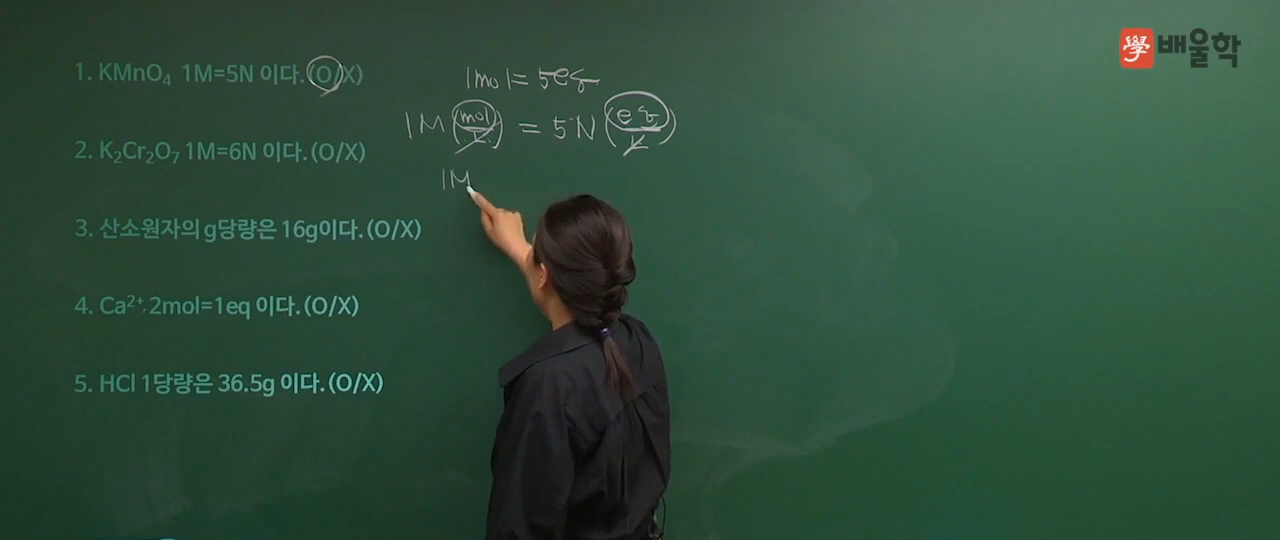 學 배울학
1. KMnO₄ 1M=5N 이다.(O/X)
1mol = 5eq
1M (mol/L) = 5N (eq/L)
2. K₂Cr₂O₇ 1M=6N 이다.(O/X)
1M
3. 산소원자의 g당량은 16g이다.(O/X)
4. Ca²⁺, 2mol=1eq 이다.(O/X)
5. HCl 1당량은 36.5g 이다.(O/X)